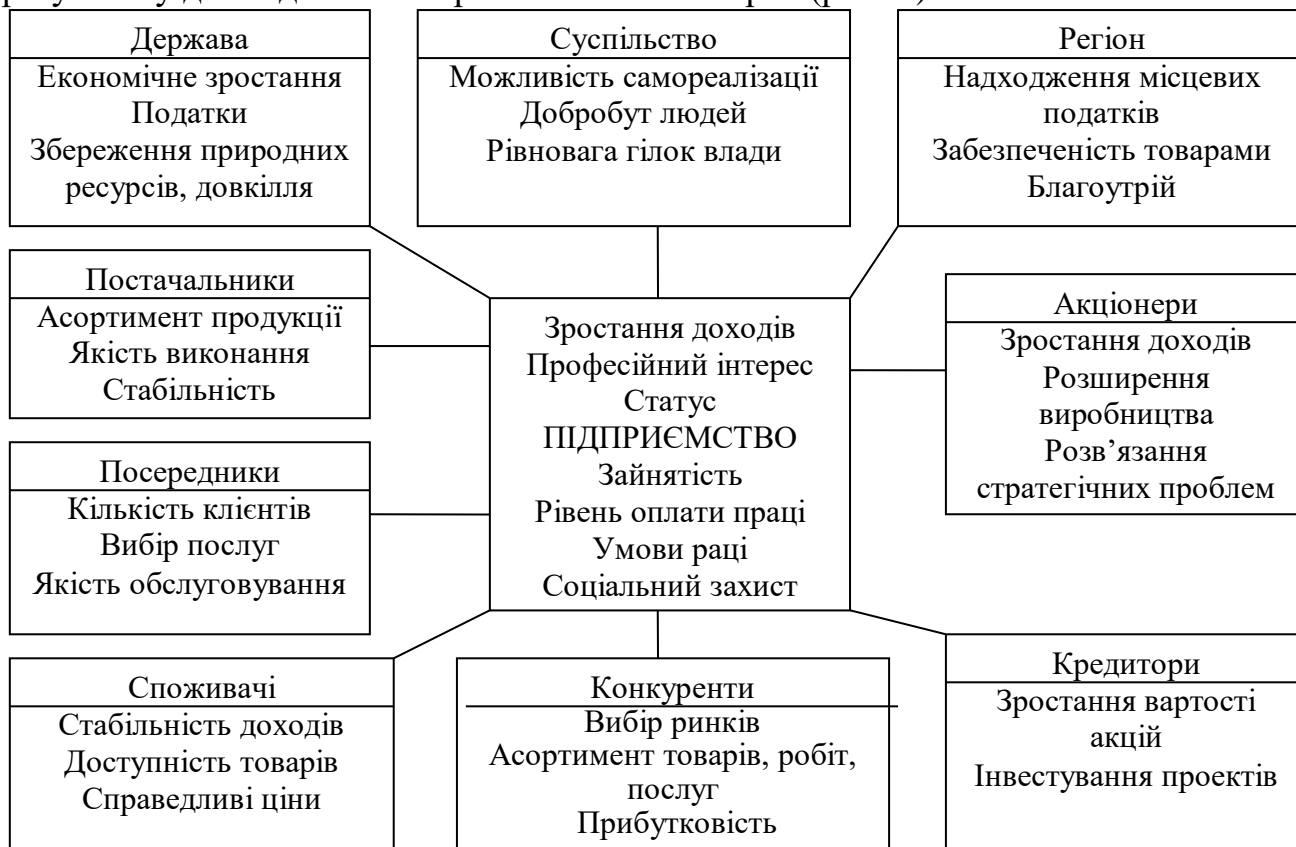 Держава
Економічне зростання
Податки
Збереження природних
ресурсів, довкілля
Суспільство
Можливість самореалізації
Добробут людей
Рівновага гілок влади
Регіон
Надходження місцевих
податків
Забезпеченість товарами
Благоутрій
Постачальники
Асортимент продукції
Якість виконання
Стабільність
Зростання доходів
Професійний інтерес
Статус
ПІДПРИЄМСТВО
Зайнятість
Рівень оплати праці
Умови раці
Соціальний захист
Акціонери
Зростання доходів
Розширення
виробництва
Розв’язання
стратегічних проблем
Посередники
Кількість клієнтів
Вибір послуг
Якість обслуговування
Споживачі
Стабільність доходів
Доступність товарів
Справедливі ціни
Конкуренти
Вибір ринків
Асортимент товарів, робіт,
послуг
Прибутковість
Кредитори
Зростання вартості
акцій
Інвестування проектів